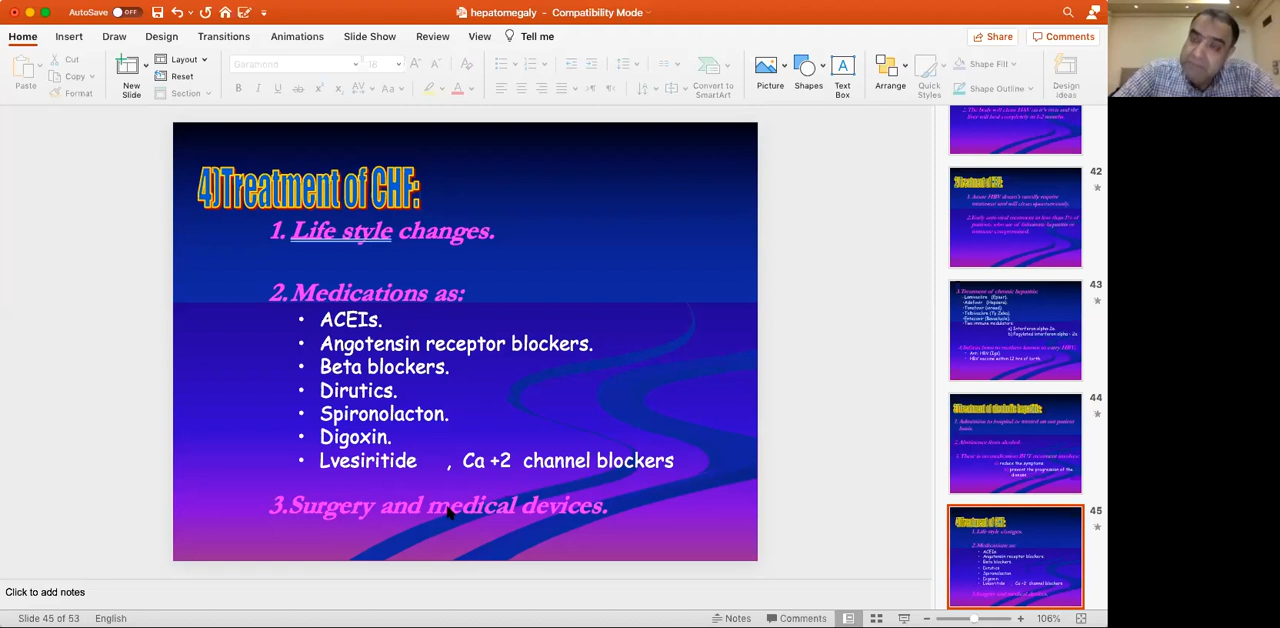 AutoSave OFF
hepatomegaly - Compatibility Mode
Home Insert Draw Design Transitions Animations Slide Show Review View Tell me
Share Comments
Paste
Cut
Copy
Format
New Slide
Layout
Reset
Section
Garamond 18
Convert to SmartArt
Picture
Shapes
Text Box
Arrange
Quick Styles
Shape Fill
Shape Outline
Design Ideas
4)Treatment of CHF:
1. Life style changes.
2. Medications as:
• ACEIs.
• Angotensin receptor blockers.
• Beta blockers.
• Dirutics.
• Spironolacton.
• Digoxin.
• Lvesiritide , Ca +2 channel blockers
3.Surgery and medical devices.
42
43
44
45
Click to add notes
Slide 45 of 53 English
Notes Comments
106%